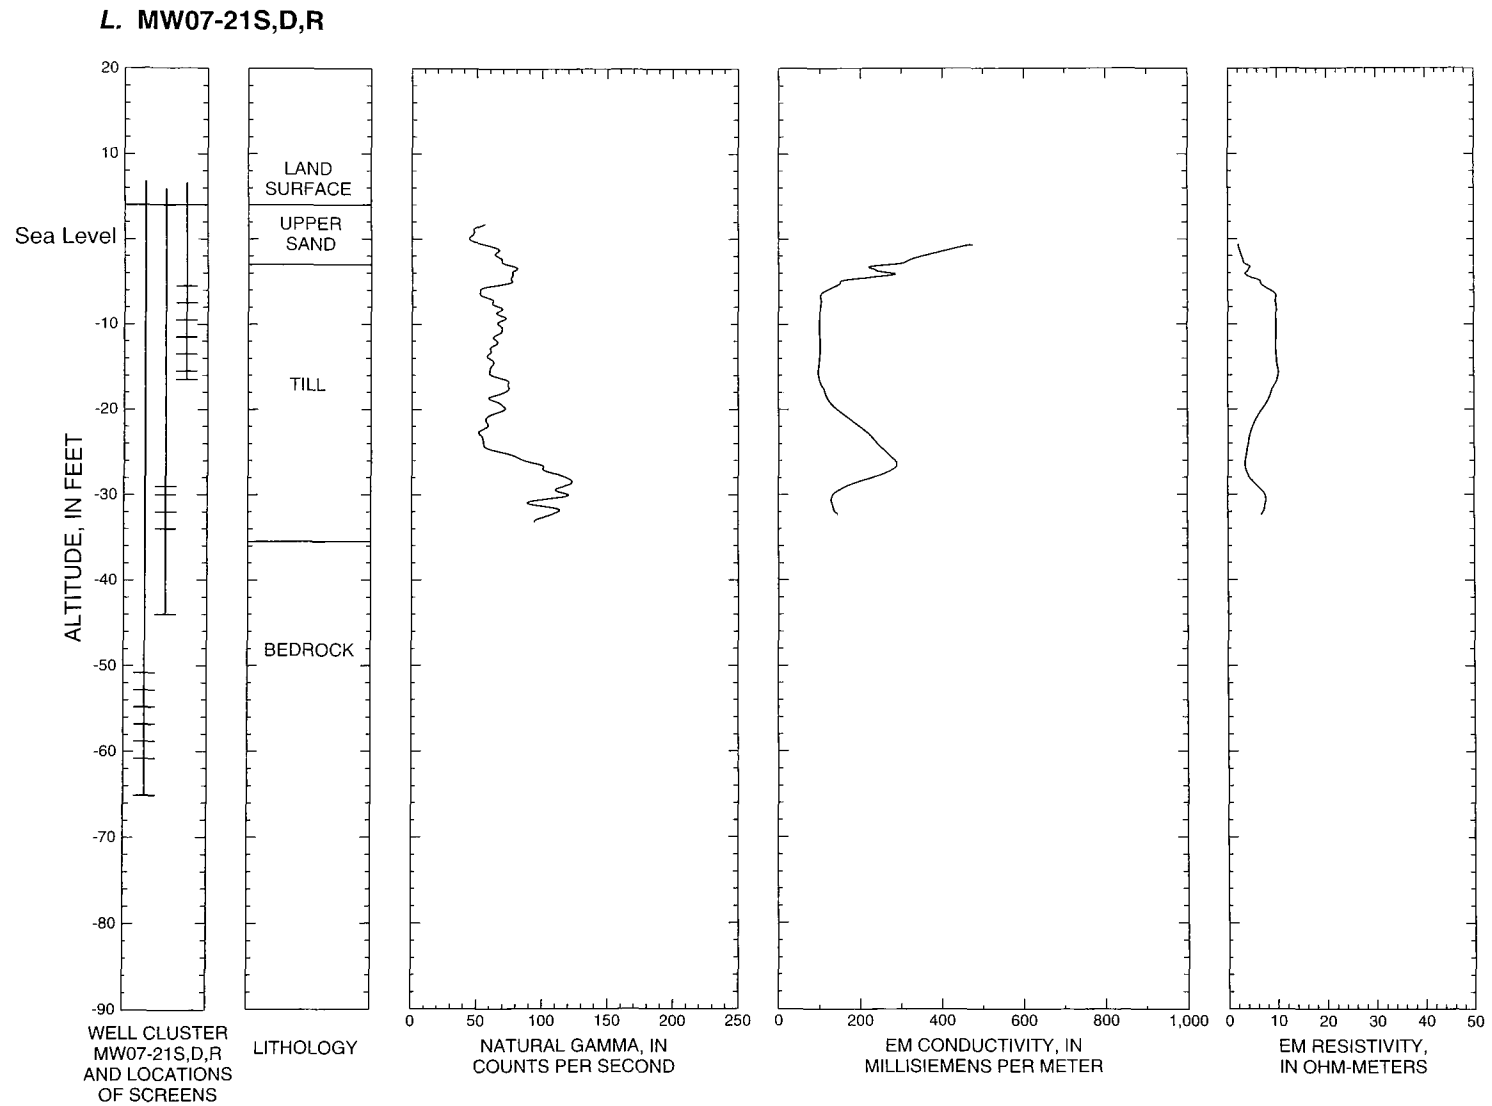 L. MW07-21S,D,R
20
10
Sea Level
-10
-20
-30
-40
-50
-60
-70
-80
-90
ALTITUDE, IN FEET
LAND
SURFACE
UPPER
SAND
TILL
BEDROCK
0 50 100 150 200 250
0 200 400 600 800 1,000
0 10 20 30 40 50
WELL CLUSTER
MW07-21S,D,R
AND LOCATIONS
OF SCREENS
LITHOLOGY
NATURAL GAMMA, IN
COUNTS PER SECOND
EM CONDUCTIVITY, IN
MILLISIEMENS PER METER
EM RESISTIVITY,
IN OHM-METERS